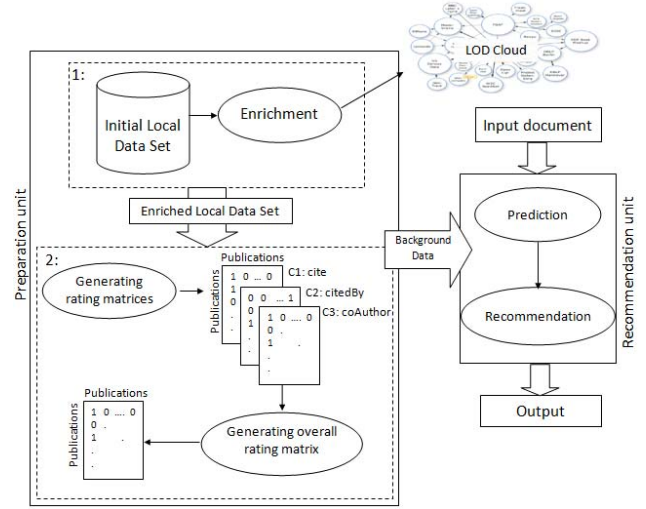 LOD Cloud
1:
Initial Local
Data Set
Enrichment
Enriched Local Data Set
Preparation unit
2:
Generating
rating matrices
Publications
Publications
1 0 ... 0
1
0
.
.
C1: cite
0 0 ... 1
0
1
.
.
C2: citedBy
1 0 .... 0
0 .
1 .
.
.
C3: coAuthor
Generating overall
rating matrix
Publications
Publications
1 0 .... 0
0 .
1 .
.
.
Background
Data
Input document
Prediction
Recommendation
Recommendation unit
Output